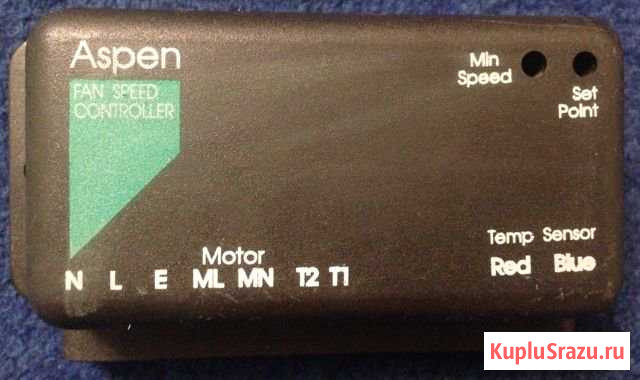 Aspen
FAN SPEED
CONTROLLER
Min
Speed
Set
Point
Motor
N L E ML MN T2 T1
Temp Sensor
Red Blue
KupluSrazu.ru